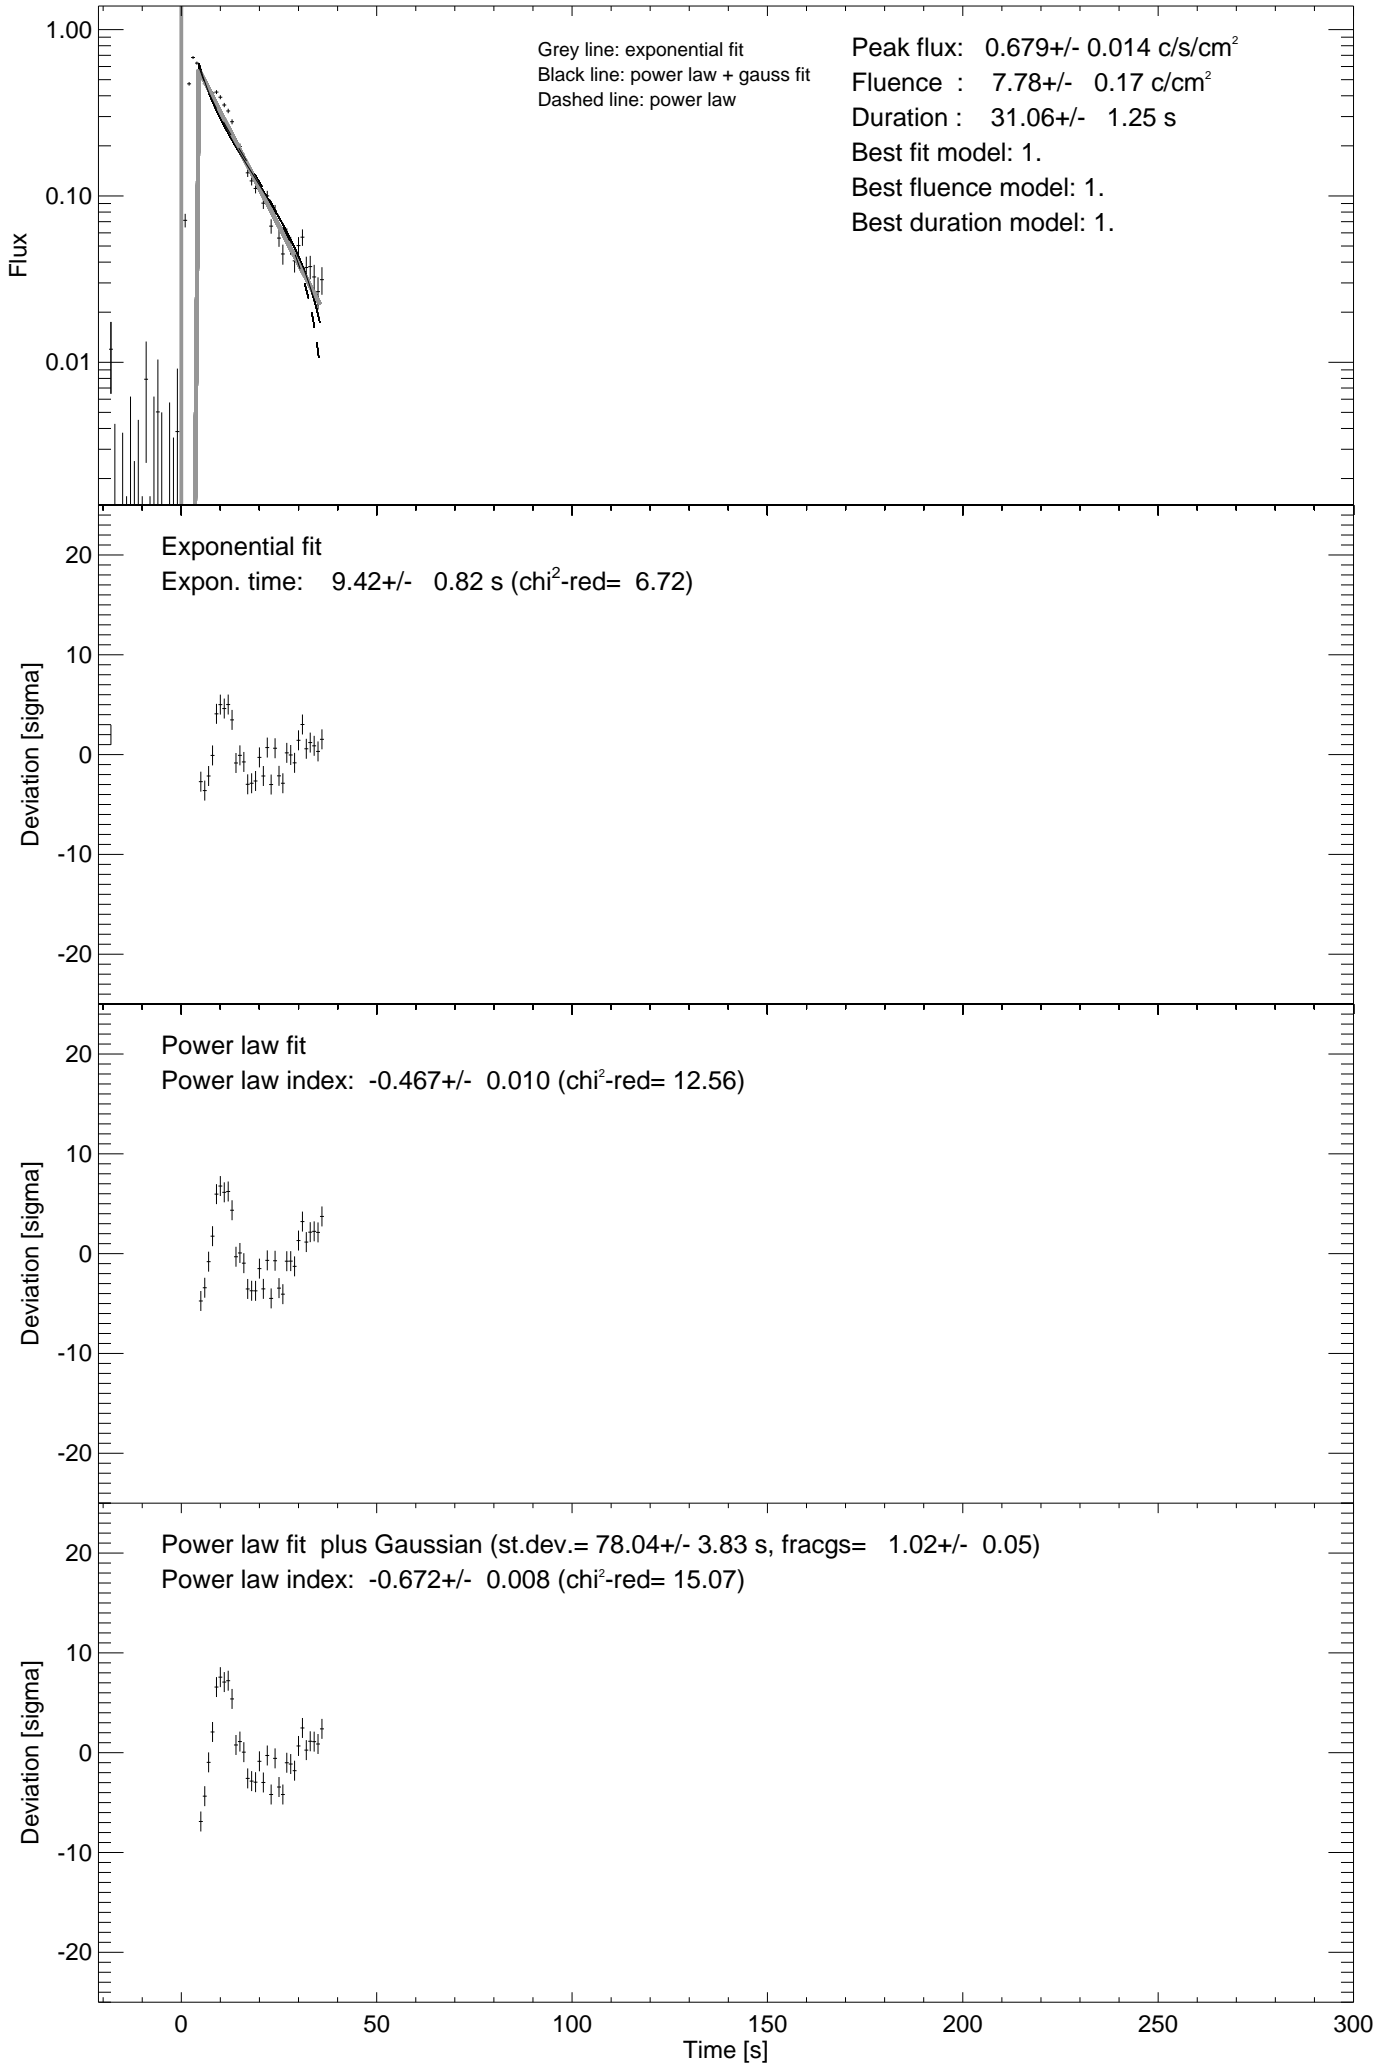 1.00
0.10
0.01
Flux
Grey line: exponential fit
Black line: power law + gauss fit
Dashed line: power law
Peak flux: 0.679+/- 0.014 c/s/cm²
Fluence : 7.78+/- 0.17 c/cm²
Duration : 31.06+/- 1.25 s
Best fit model: 1.
Best fluence model: 1.
Best duration model: 1.
Exponential fit
Expon. time: 9.42+/- 0.82 s (chi²-red= 6.72)
20
10
0
-10
-20
Deviation [sigma]
Power law fit
Power law index: -0.467+/- 0.010 (chi²-red= 12.56)
20
10
0
-10
-20
Deviation [sigma]
Power law fit plus Gaussian (st.dev.= 78.04+/- 3.83 s, fracgs= 1.02+/- 0.05)
Power law index: -0.672+/- 0.008 (chi²-red= 15.07)
20
10
0
-10
-20
Deviation [sigma]
0 50 100 150 200 250 300
Time [s]